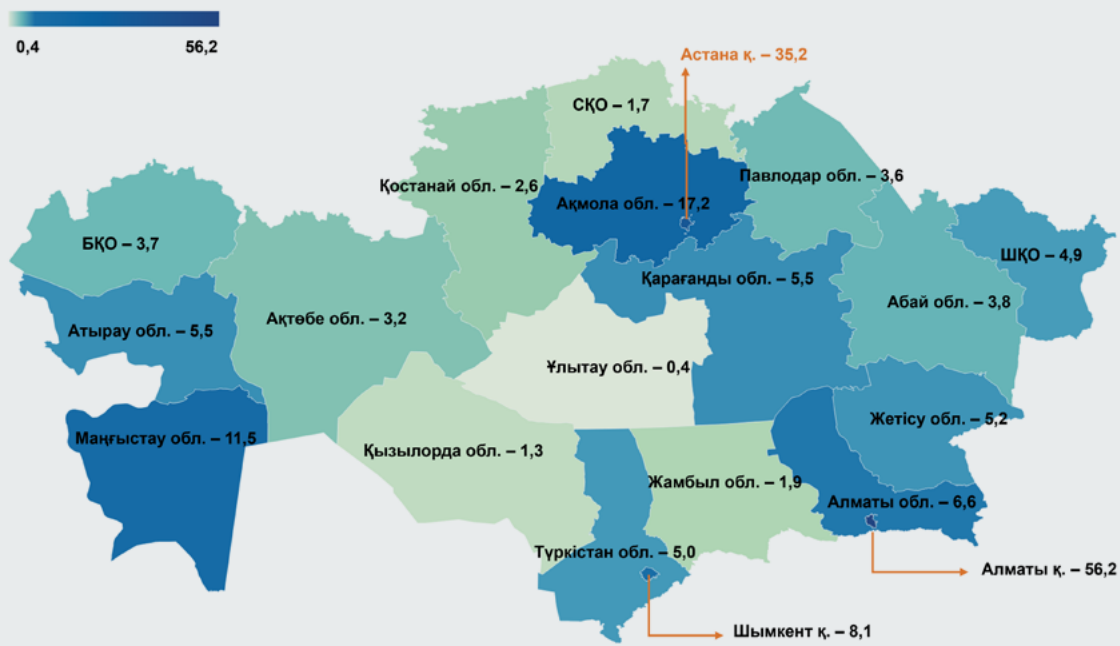 0,4 56,2
Астана қ. – 35,2
СҚО – 1,7
Павлодар обл. – 3,6
Қостанай обл. – 2,6
Ақмола обл. – 17,2
БҚО – 3,7
ШҚО – 4,9
Қарағанды обл. – 5,5
Абай обл. – 3,8
Ақтөбе обл. – 3,2
Атырау обл. – 5,5
Ұлытау обл. – 0,4
Жетісу обл. – 5,2
Маңғыстау обл. – 11,5
Қызылорда обл. – 1,3
Жамбыл обл. – 1,9
Алматы обл. – 6,6
Түркістан обл. – 5,0
Алматы қ. – 56,2
Шымкент қ. – 8,1